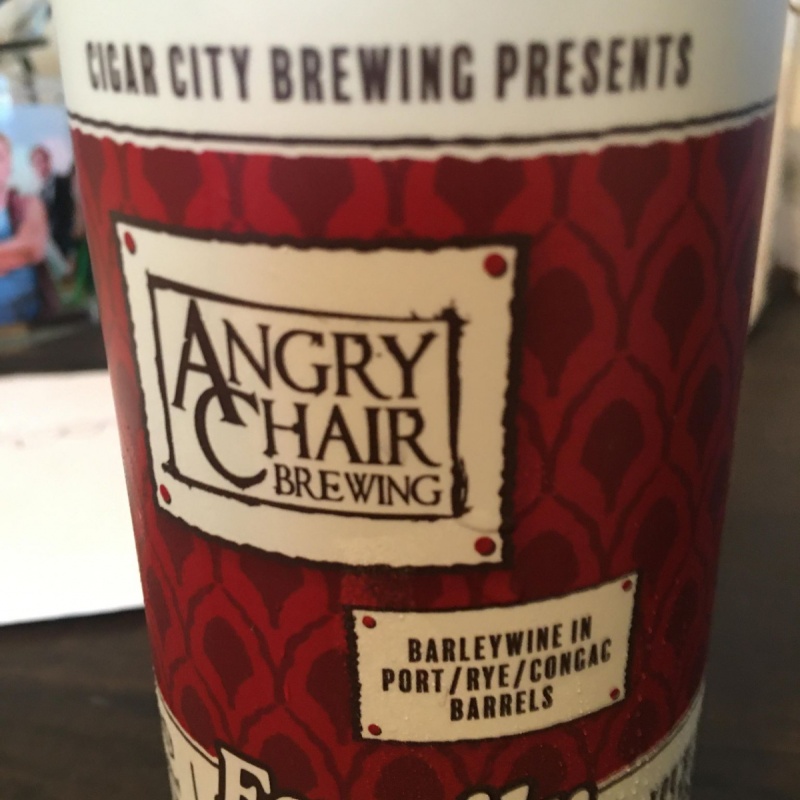 CIGAR CITY BREWING PRESENTS
ANGRY
CHAIR
BREWING
BARLEYWINE IN
PORT/RYE/CONGAC
BARRELS